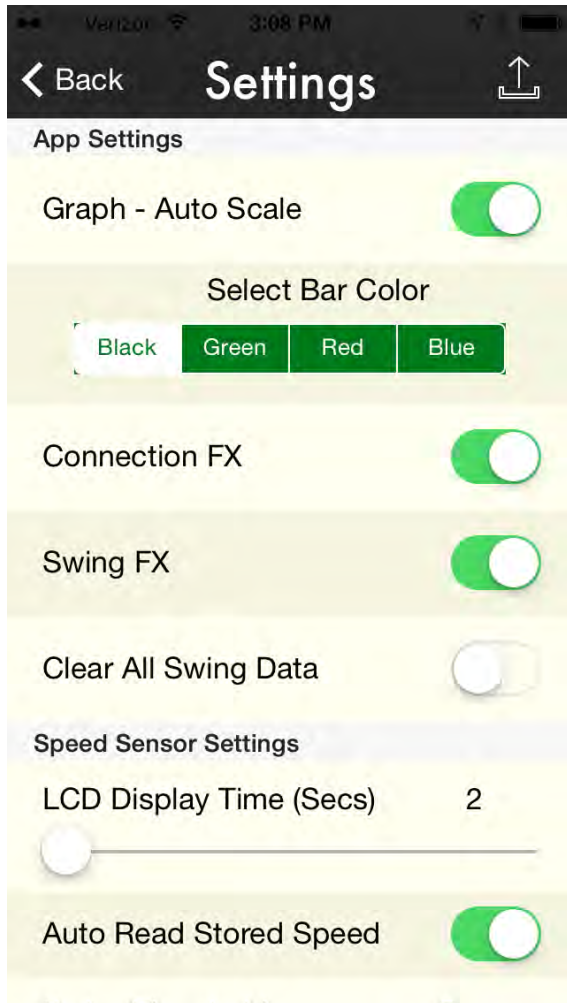 Verizon 3:08 PM
Back Settings
App Settings
Graph - Auto Scale
Select Bar Color
Black Green Red Blue
Connection FX
Swing FX
Clear All Swing Data
Speed Sensor Settings
LCD Display Time (Secs) 2
Auto Read Stored Speed